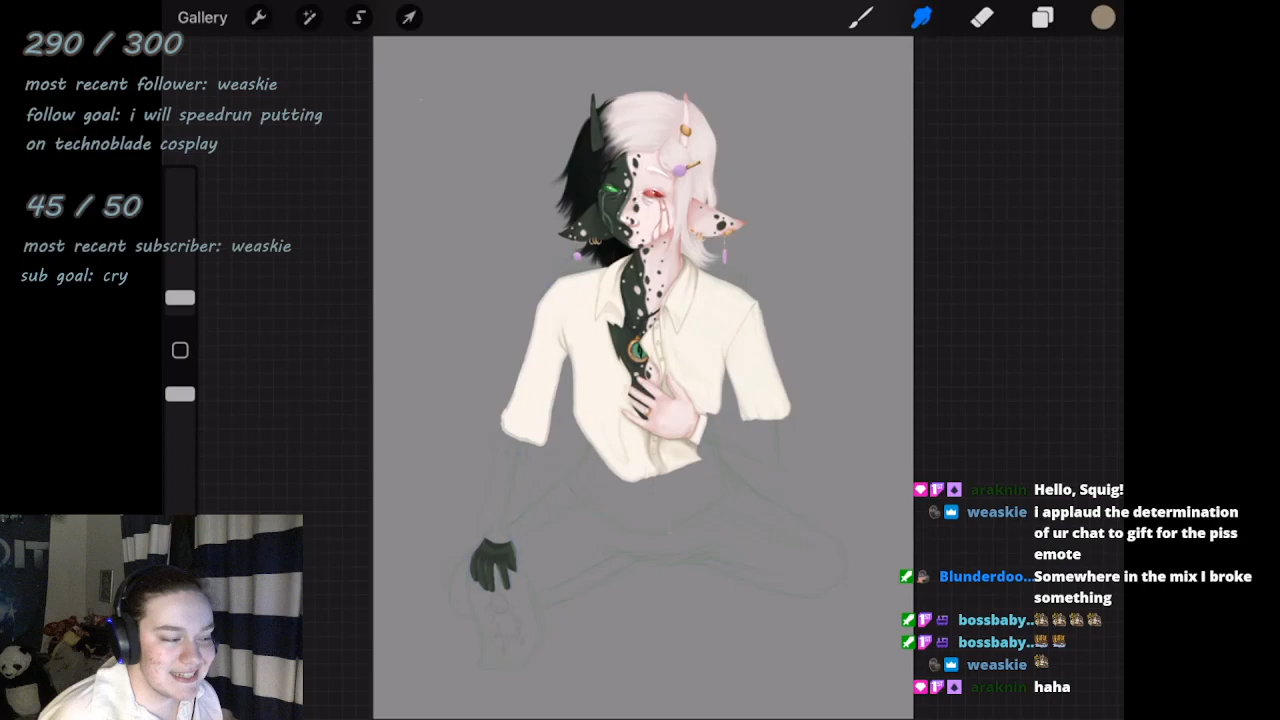 Gallery
290 / 300
most recent follower: weaskie
follow goal: i will speedrun putting
on technoblade cosplay
45 / 50
most recent subscriber: weaskie
sub goal: cry
araknin Hello, Squig!
weaskie I applaud the determination
of ur chat to gift for the piss
emote
Blunderdoo... Somewhere in the mix I broke
something
bossbaby..
bossbaby..
weaskie
araknin haha